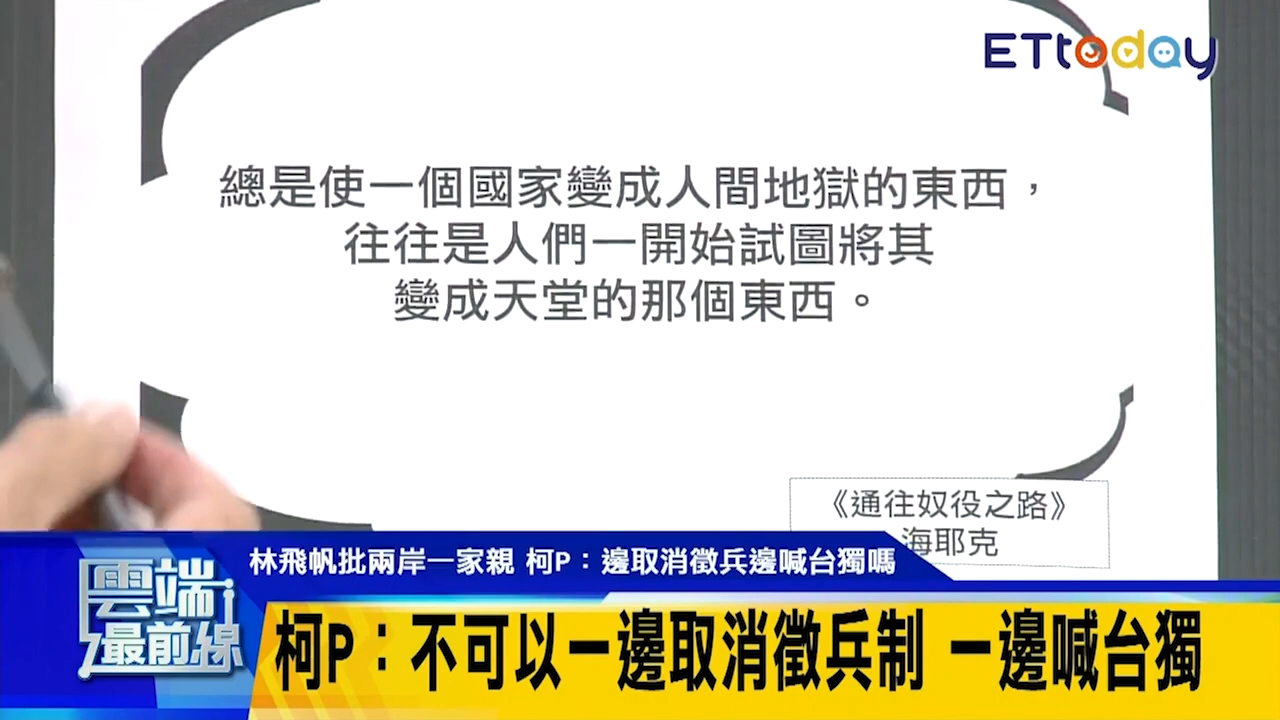 ETtoday
總是使一個國家變成人間地獄的東西，
往往是人們一開始試圖將其
變成天堂的那個東西。
《通往奴役之路》
海耶克
林飛帆批兩岸一家親 柯P：邊取消徵兵邊喊台獨嗎
雲端
最前線
柯P：不可以一邊取消徵兵制 一邊喊台獨